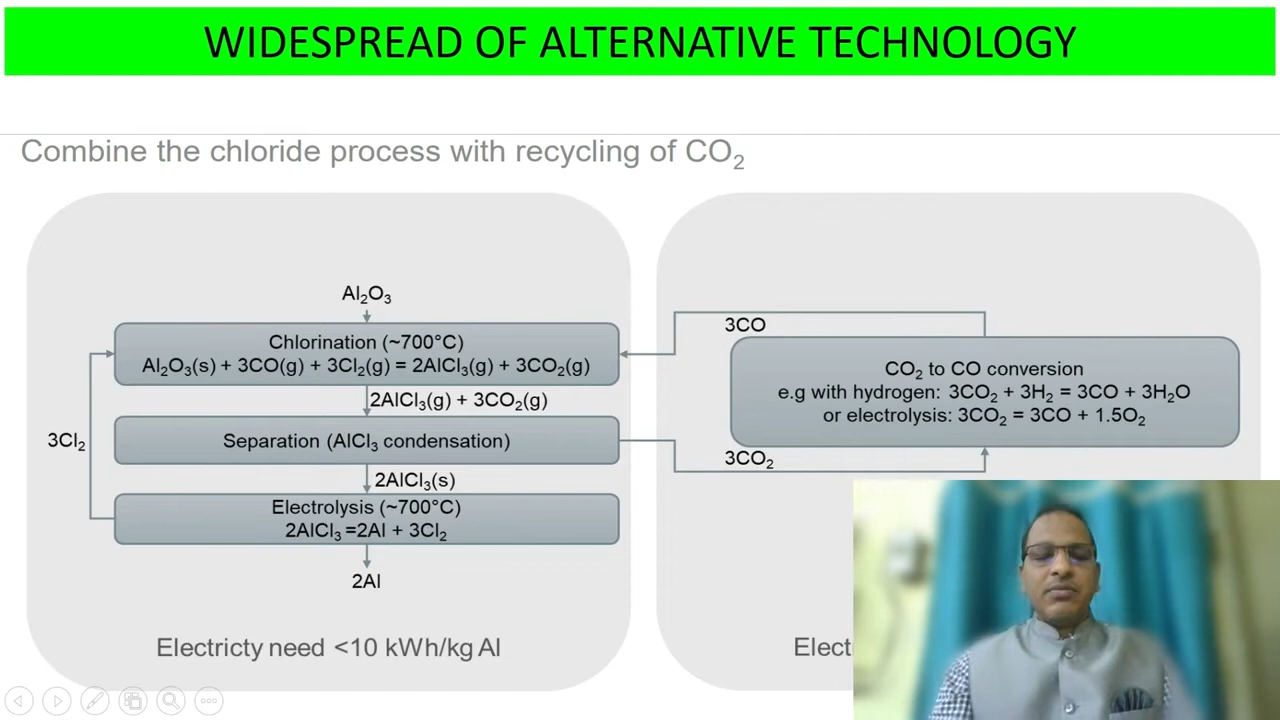 WIDESPREAD OF ALTERNATIVE TECHNOLOGY
Combine the chloride process with recycling of CO₂
Al₂O₃
Chlorination (~700°C)
Al₂O₃(s) + 3CO(g) + 3Cl₂(g) = 2AlCl₃(g) + 3CO₂(g)
2AlCl₃(g) + 3CO₂(g)
3Cl₂
Separation (AlCl₃ condensation)
2AlCl₃(s)
Electrolysis (~700°C)
2AlCl₃ =2Al + 3Cl₂
2Al
Electricty need <10 kWh/kg Al
3CO
CO₂ to CO conversion
e.g with hydrogen: 3CO₂ + 3H₂ = 3CO + 3H₂O
or electrolysis: 3CO₂ = 3CO + 1.5O₂
3CO₂